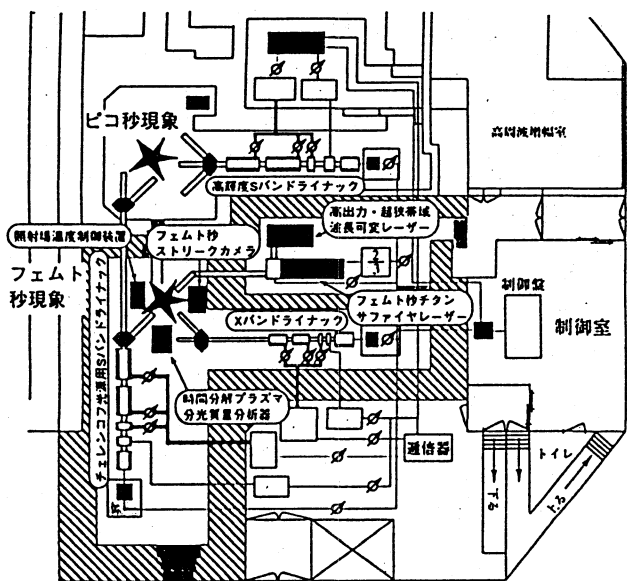 ピコ秒現象
高周波増幅室
高輝度Sバンドライナック
高出力・超狭帯域
波長可変レーザー
照射場温度制御装置
フェムト秒
ストリークカメラ
フェムト
秒現象
制御盤
制御室
フェムト秒チタン
サファイヤレーザー
Xバンドライナック
チェレンコフ光源用Sバンドライナック
時間分解プラズマ
分光質量分析器
トイレ